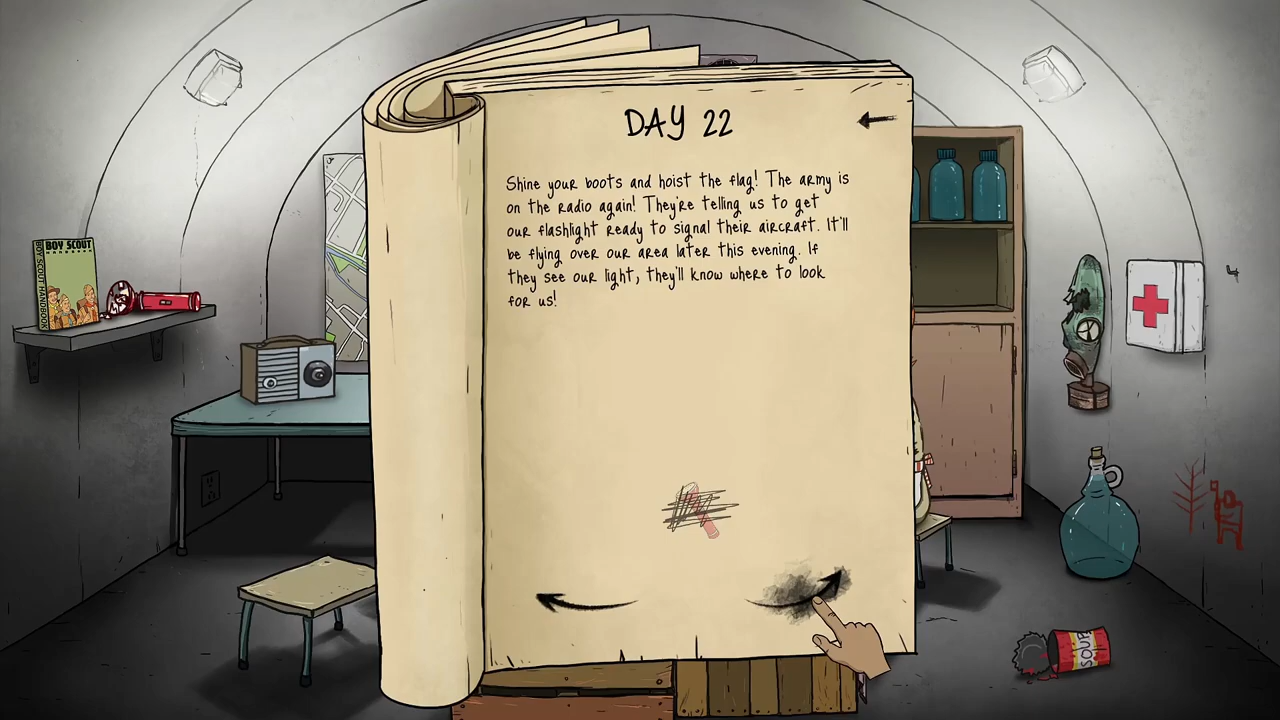 DAY 22
Shine your boots and hoist the flag! The army is
on the radio again! They're telling us to get
our flashlight ready to signal their aircraft. It'll
be flying over our area later this evening. If
they see our light, they'll know where to look
for us!
BOY SCOUT
BOY SCOUT HANDBOOK
SOUP